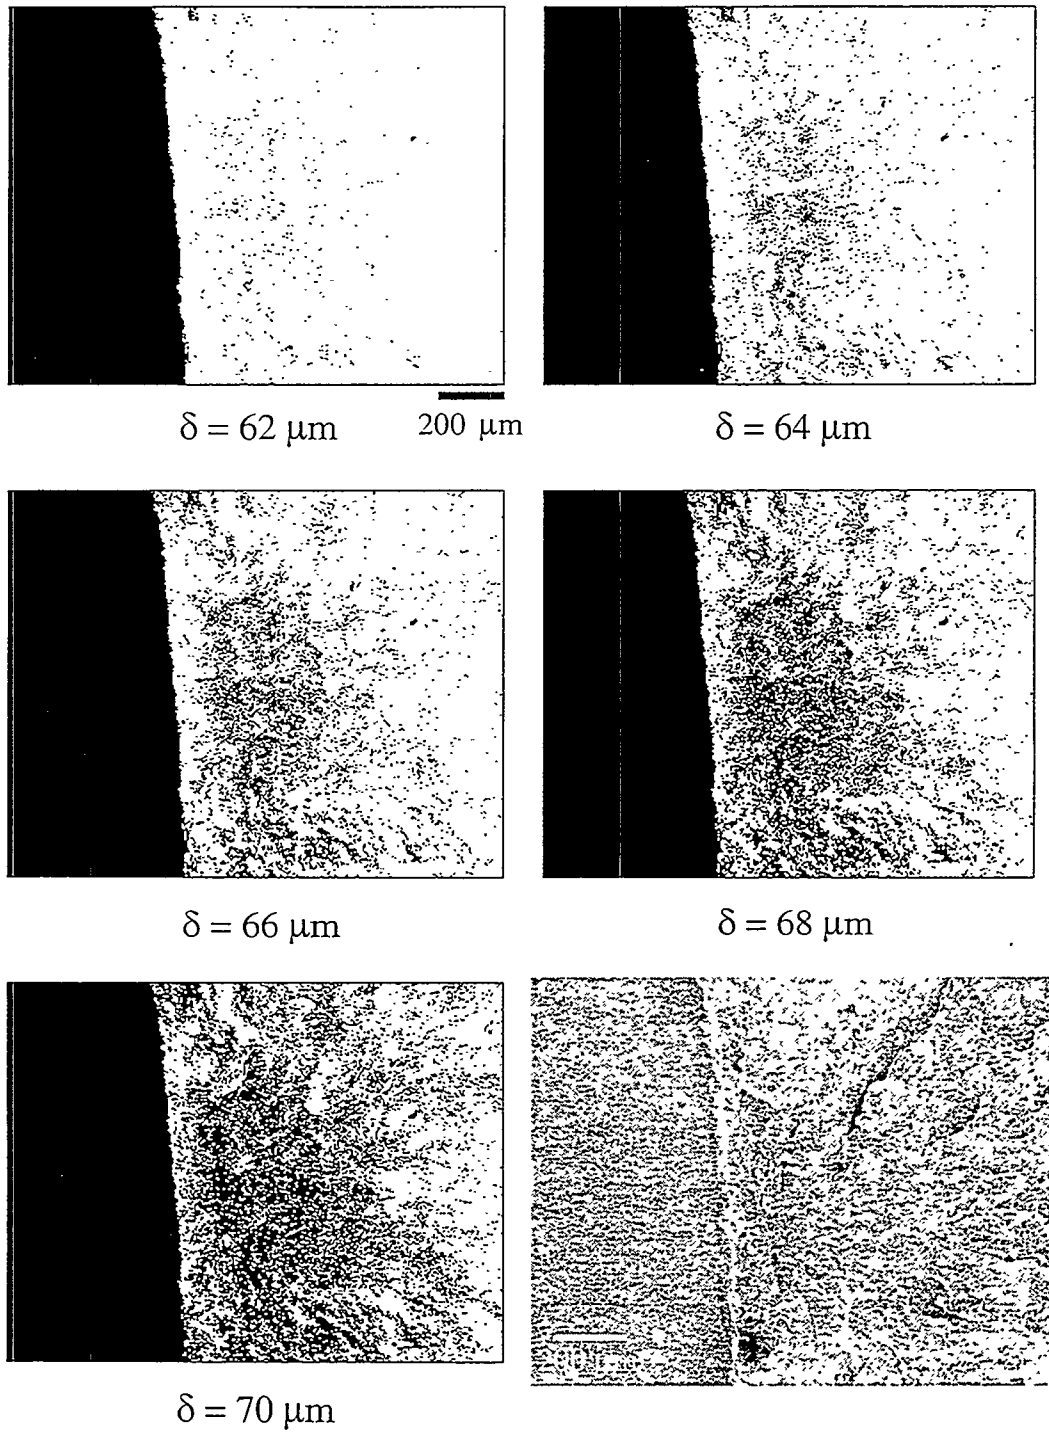 δ = 62 μm
200 μm
δ = 64 μm
δ = 66 μm
δ = 68 μm
δ = 70 μm